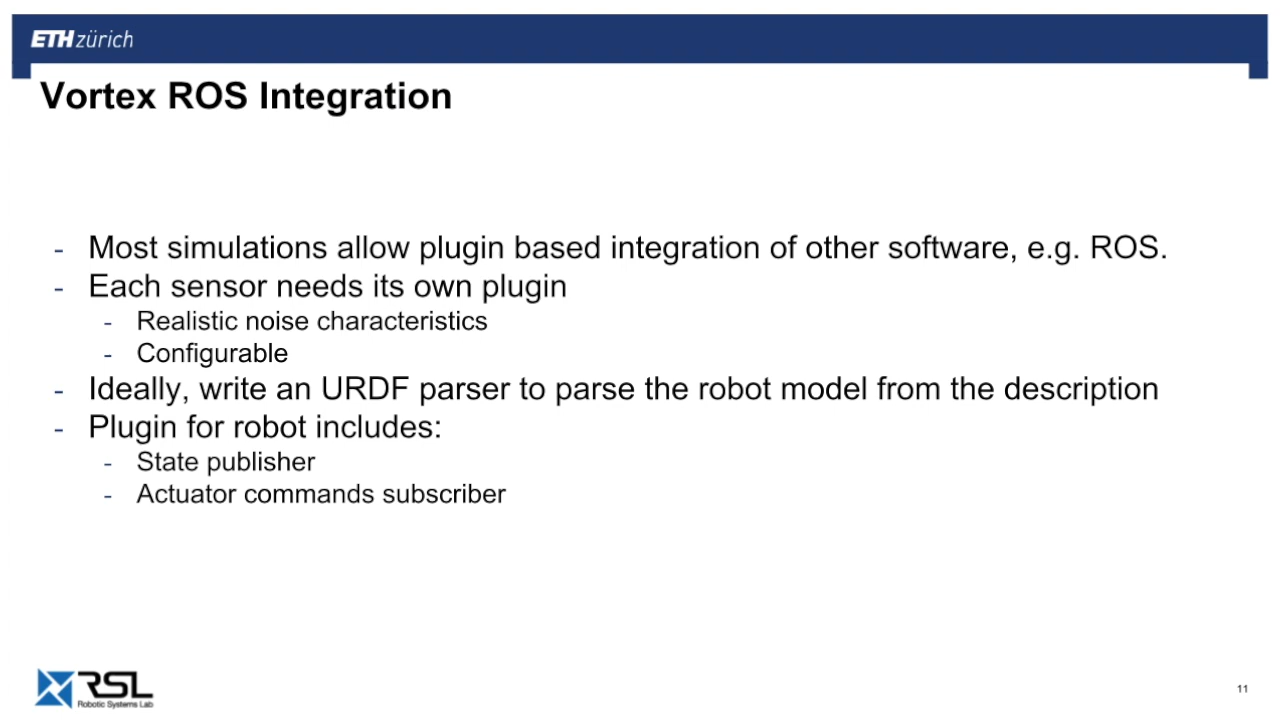 ETH zürich
Vortex ROS Integration
- Most simulations allow plugin based integration of other software, e.g. ROS.
- Each sensor needs its own plugin
- Realistic noise characteristics
- Configurable
- Ideally, write an URDF parser to parse the robot model from the description
- Plugin for robot includes:
- State publisher
- Actuator commands subscriber
RSL
Robotic Systems Lab
11